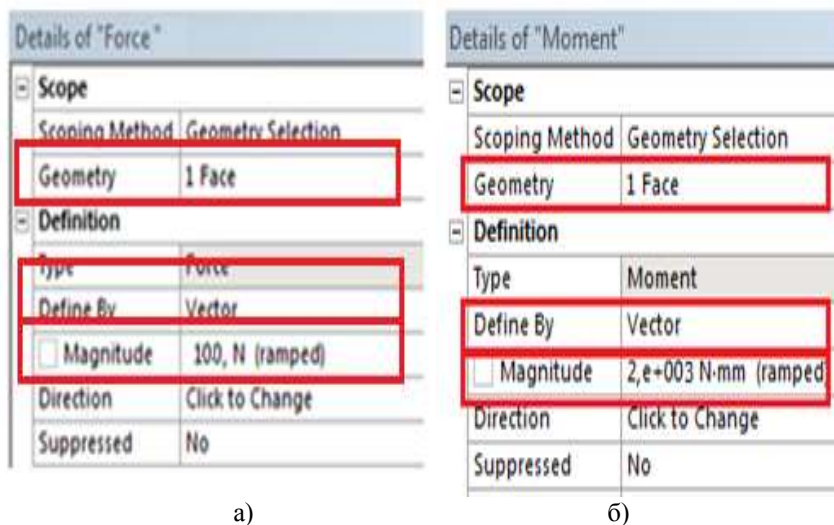 Details of "Force"
Scope
Scoping Method Geometry Selection
Geometry 1 Face
Definition
Type Force
Define By Vector
Magnitude 100, N (ramped)
Direction Click to Change
Suppressed No
а)
Details of "Moment"
Scope
Scoping Method Geometry Selection
Geometry 1 Face
Definition
Type Moment
Define By Vector
Magnitude 2,e+003 N·mm (ramped)
Direction Click to Change
Suppressed No
б)